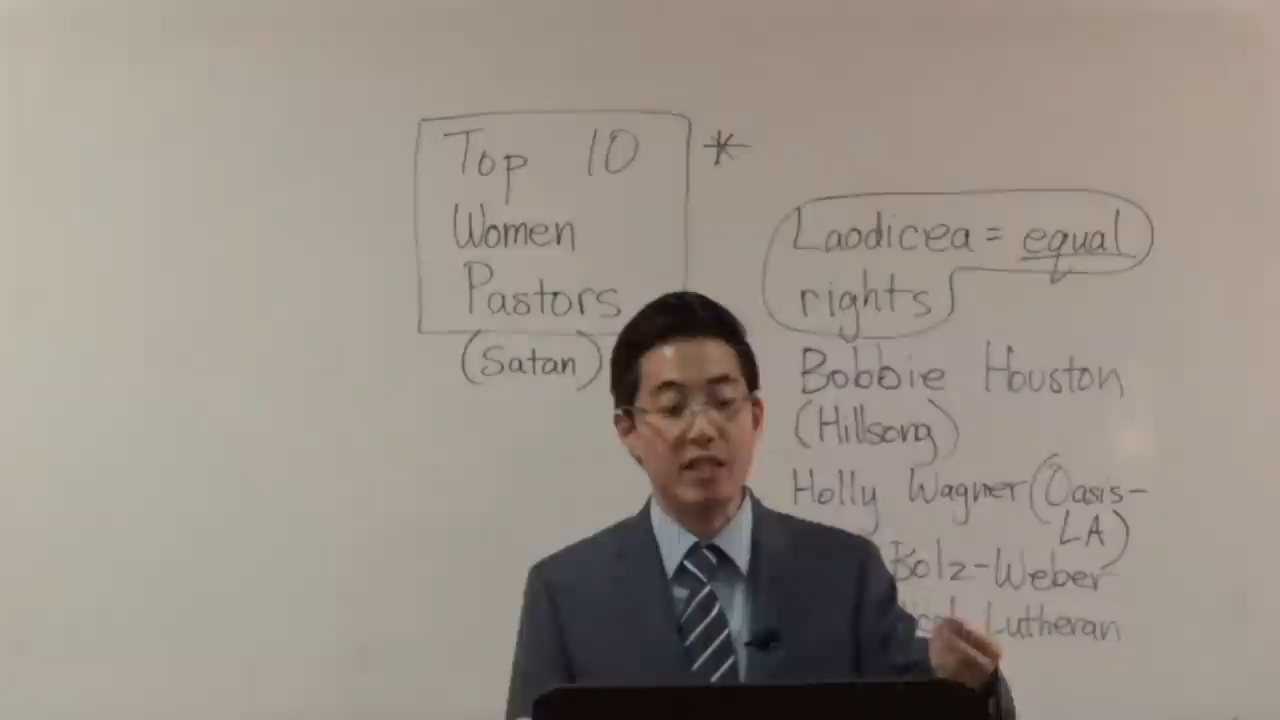 Top 10 *
Women
Pastors
(Satan)
Laodicea = equal
rights
Bobbie Houston
(Hillsong)
Holly Wagner (Oasis-
LA)
Bolz-Weber
Lutheran